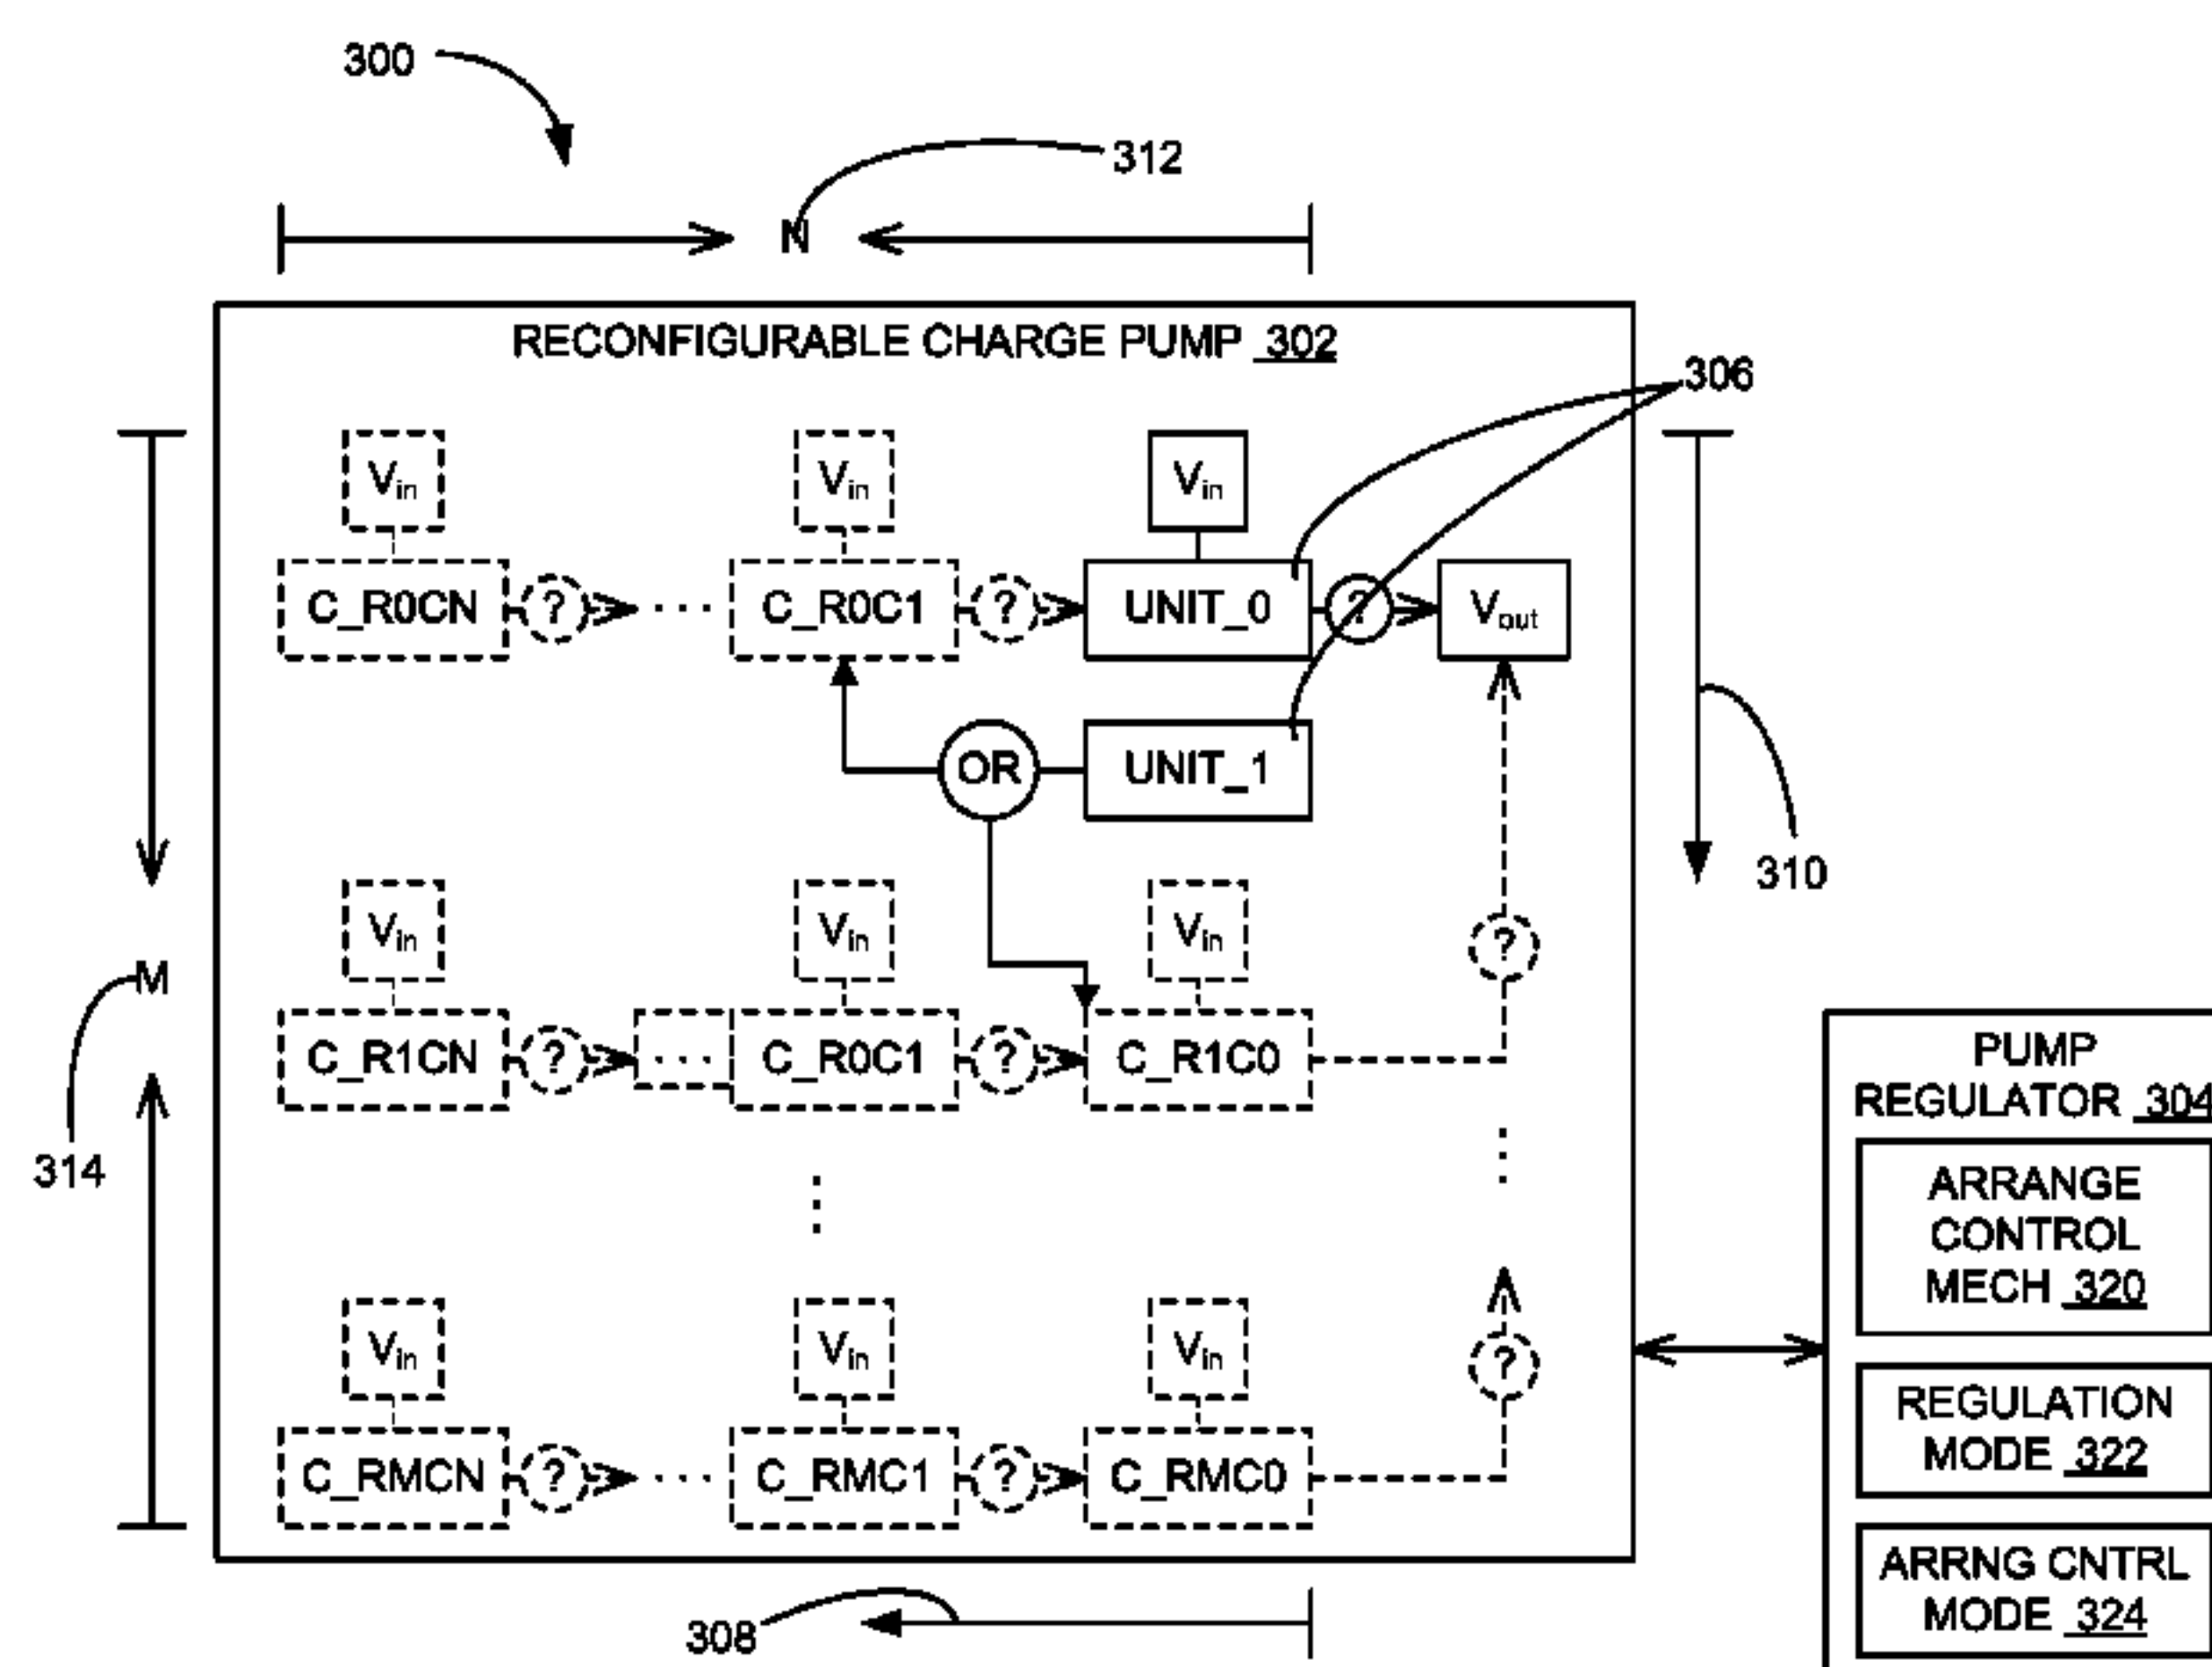 300
312
N
RECONFIGURABLE CHARGE PUMP 302
306
Vin Vin Vin
C_R0CN ? ... C_R0C1 ? UNIT_0 ? Vout
OR UNIT_1
310
Vin Vin Vin ?
M
C_R1CN ? ... C_R0C1 ? C_R1C0
314
Vin Vin Vin ?
C_RMCN ? ... C_RMC1 ? C_RMC0
308
PUMP
REGULATOR 304
ARRANGE
CONTROL
MECH 320
REGULATION
MODE 322
ARRNG CNTRL
MODE 324